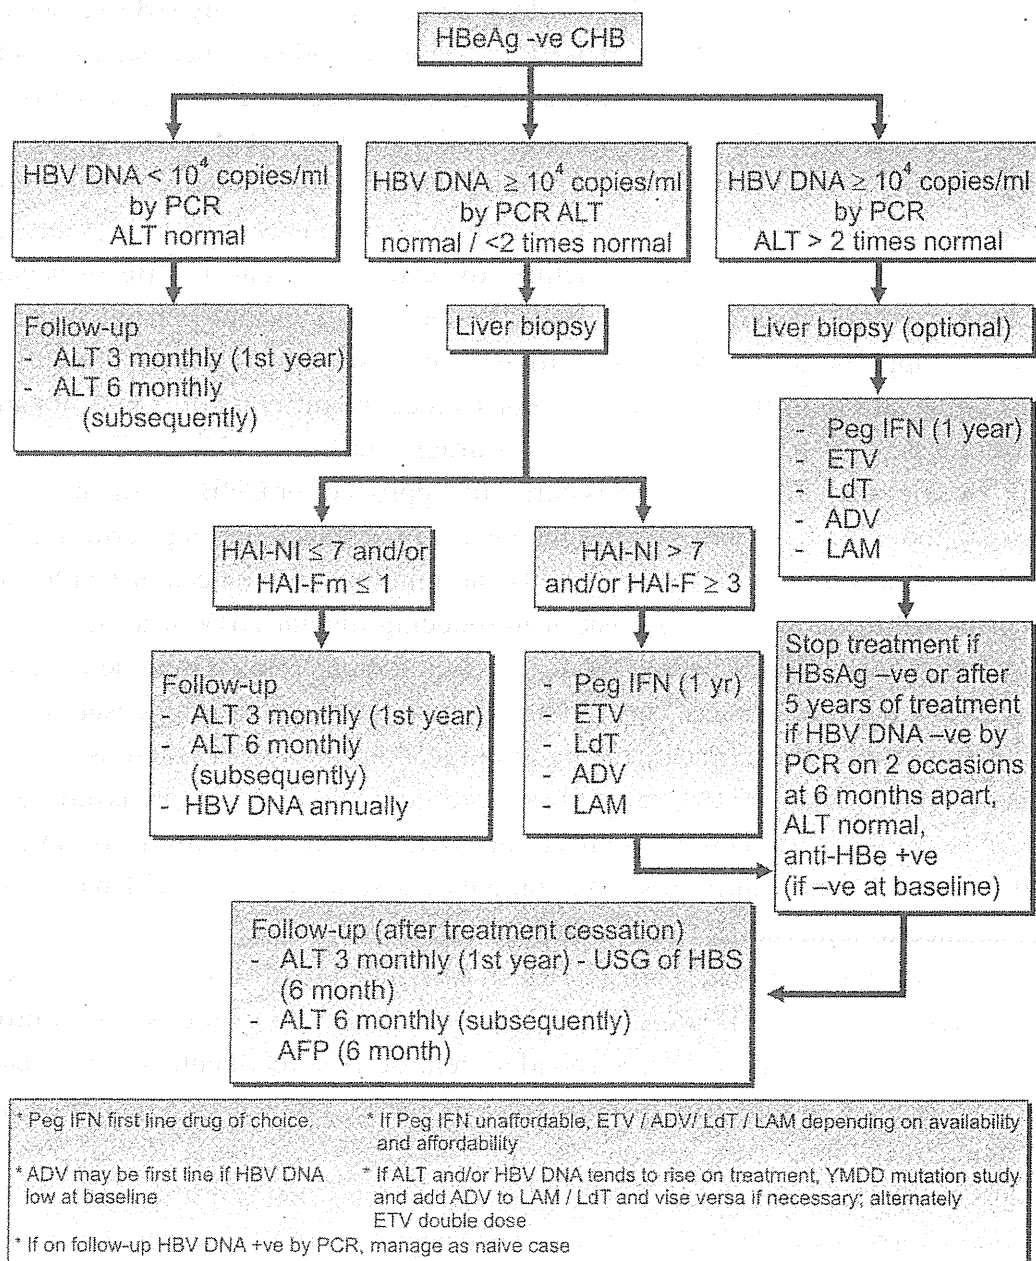 HBeAg -ve CHB
HBV DNA < 10⁴ copies/ml
by PCR
ALT normal
HBV DNA ≥ 10⁴ copies/ml
by PCR ALT
normal / <2 times normal
HBV DNA ≥ 10⁴ copies/ml
by PCR
ALT > 2 times normal
Follow-up
- ALT 3 monthly (1st year)
- ALT 6 monthly
(subsequently)
Liver biopsy
Liver biopsy (optional)
- Peg IFN (1 year)
- ETV
- LdT
- ADV
- LAM
HAI-NI ≤ 7 and/or
HAI-Fm ≤ 1
HAI-NI > 7
and/or HAI-F ≥ 3
Follow-up
- ALT 3 monthly (1st year)
- ALT 6 monthly
(subsequently)
- HBV DNA annually
- Peg IFN (1 yr)
- ETV
- LdT
- ADV
- LAM
Stop treatment if
HBsAg –ve or after
5 years of treatment
if HBV DNA –ve by
PCR on 2 occasions
at 6 months apart,
ALT normal,
anti-HBe +ve
(if –ve at baseline)
Follow-up (after treatment cessation)
- ALT 3 monthly (1st year) - USG of HBS
(6 month)
- ALT 6 monthly (subsequently)
AFP (6 month)
* Peg IFN first line drug of choice.
* If Peg IFN unaffordable, ETV / ADV/ LdT / LAM depending on availability
and affordability
* ADV may be first line if HBV DNA
low at baseline
* If ALT and/or HBV DNA tends to rise on treatment, YMDD mutation study
and add ADV to LAM / LdT and vise versa if necessary; alternately
ETV double dose
* If on follow-up HBV DNA +ve by PCR, manage as naive case